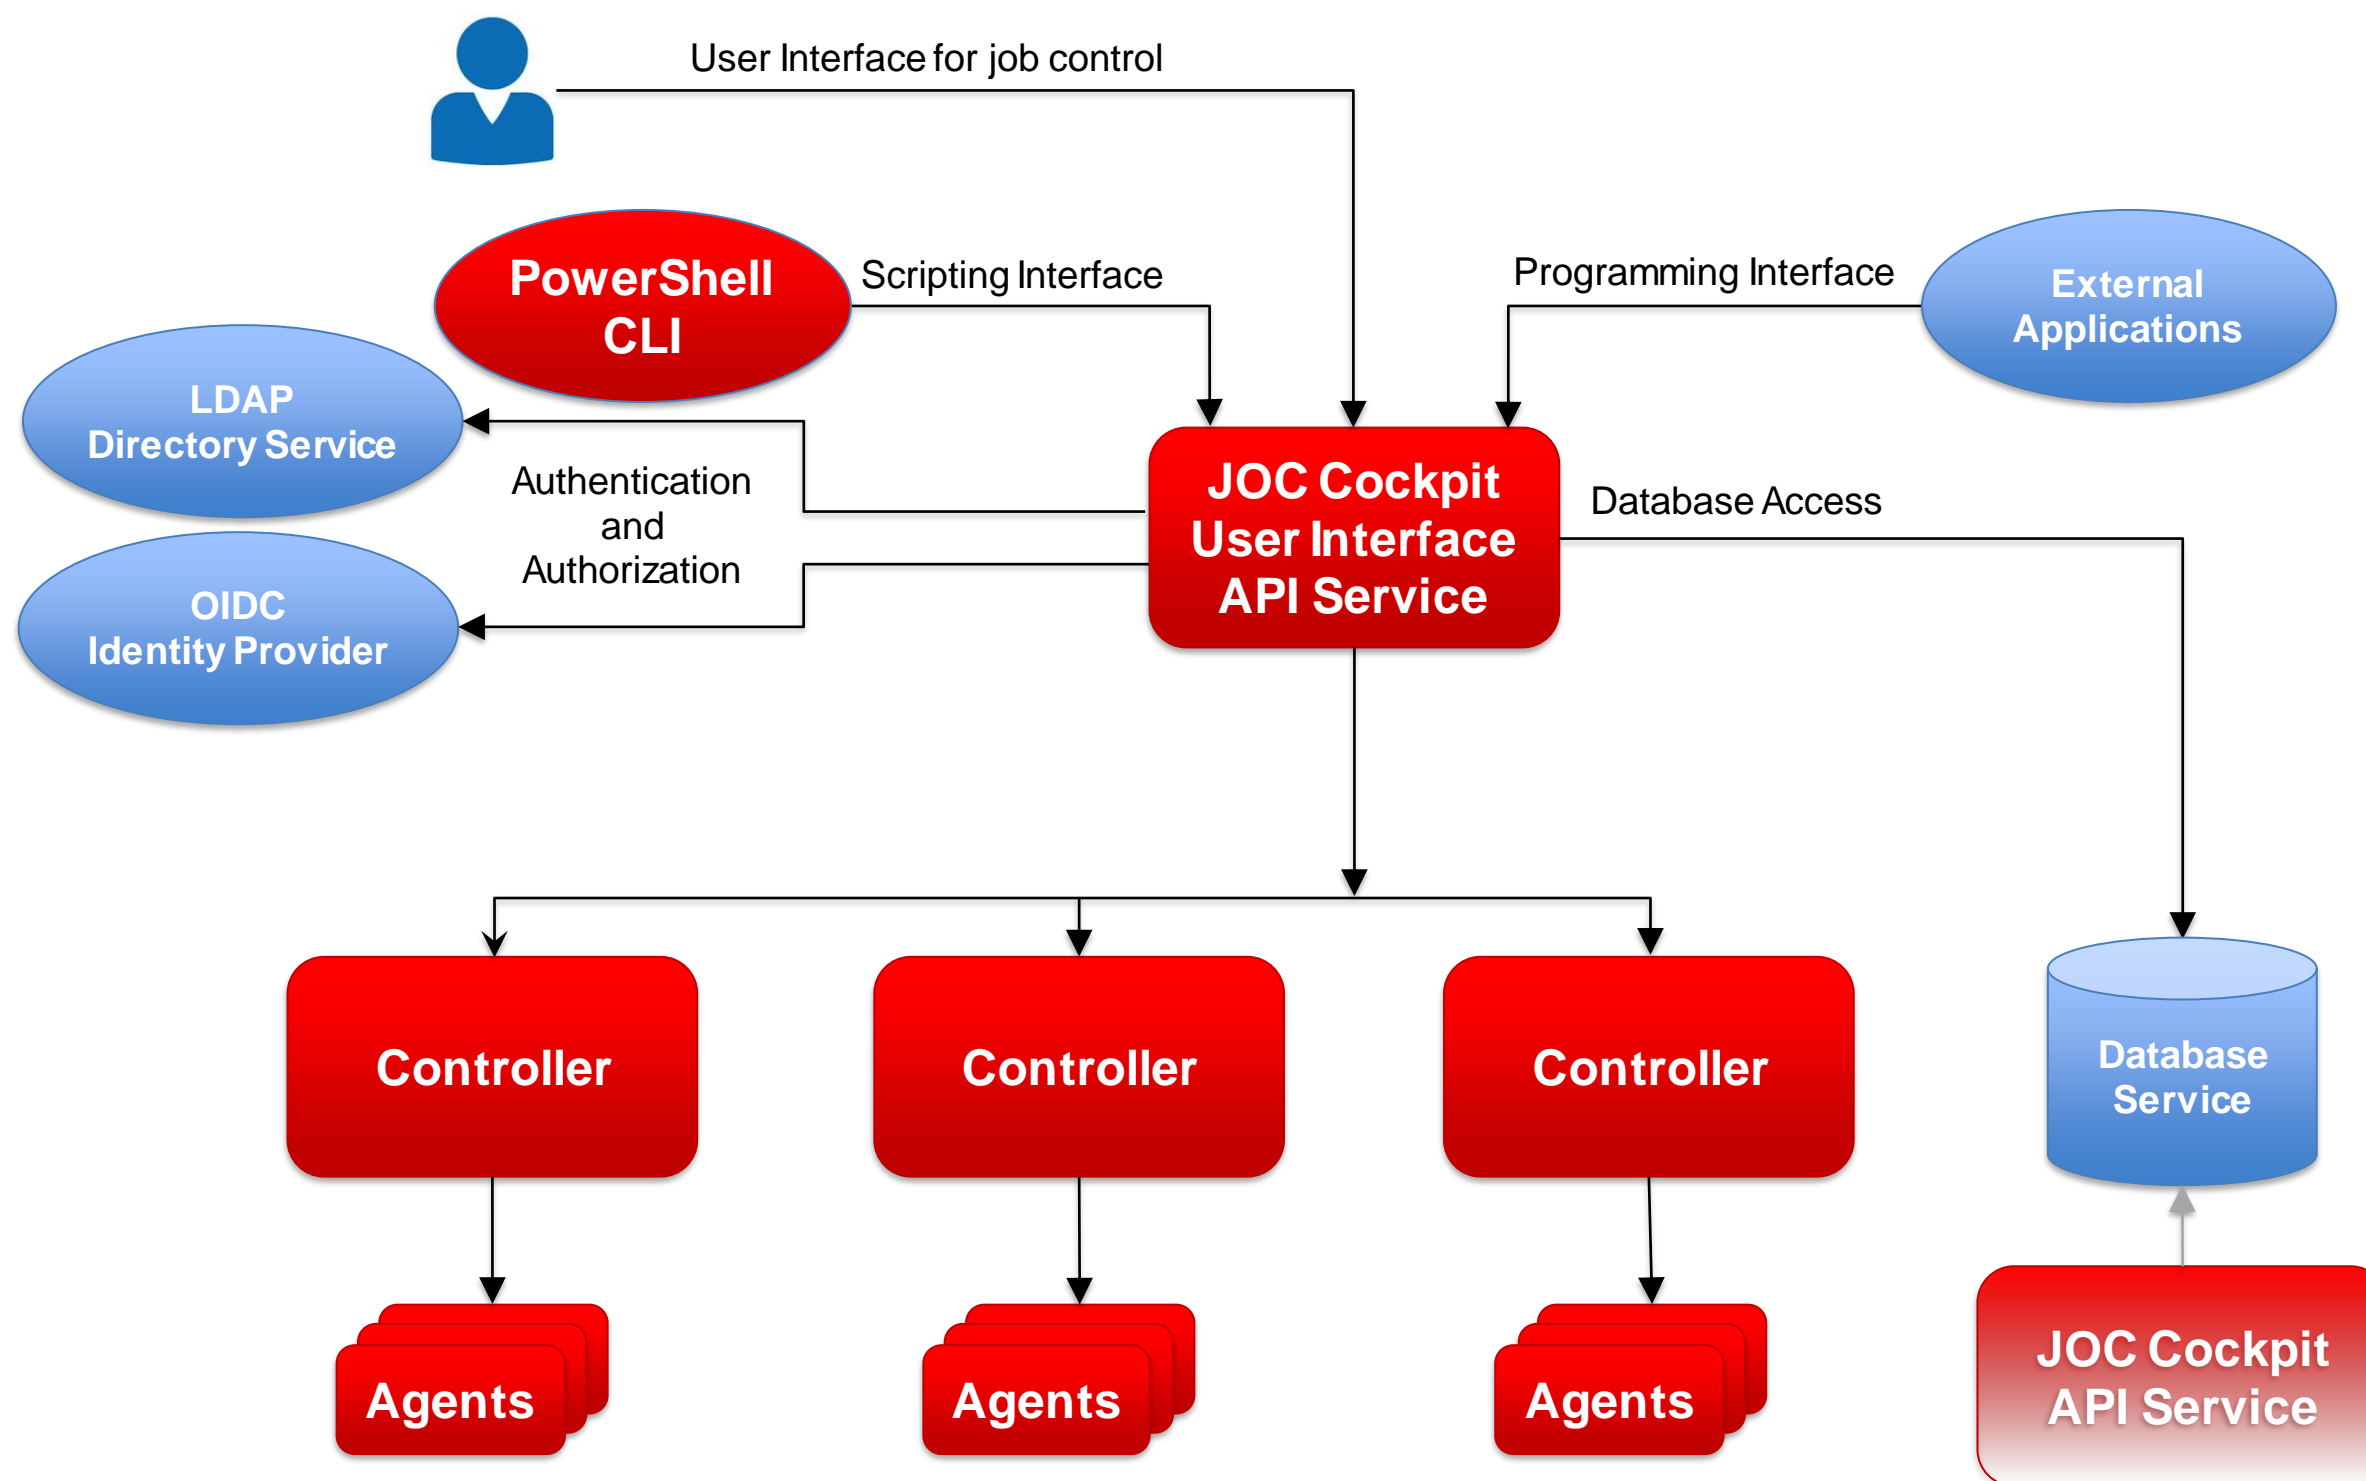 User Interface for job control
PowerShell
CLI
Scripting Interface
Programming Interface
External
Applications
LDAP
Directory Service
Authentication
and
Authorization
OIDC
Identity Provider
JOC Cockpit
User Interface
API Service
Database Access
Controller
Controller
Controller
Database
Service
Agents
Agents
Agents
JOC Cockpit
API Service